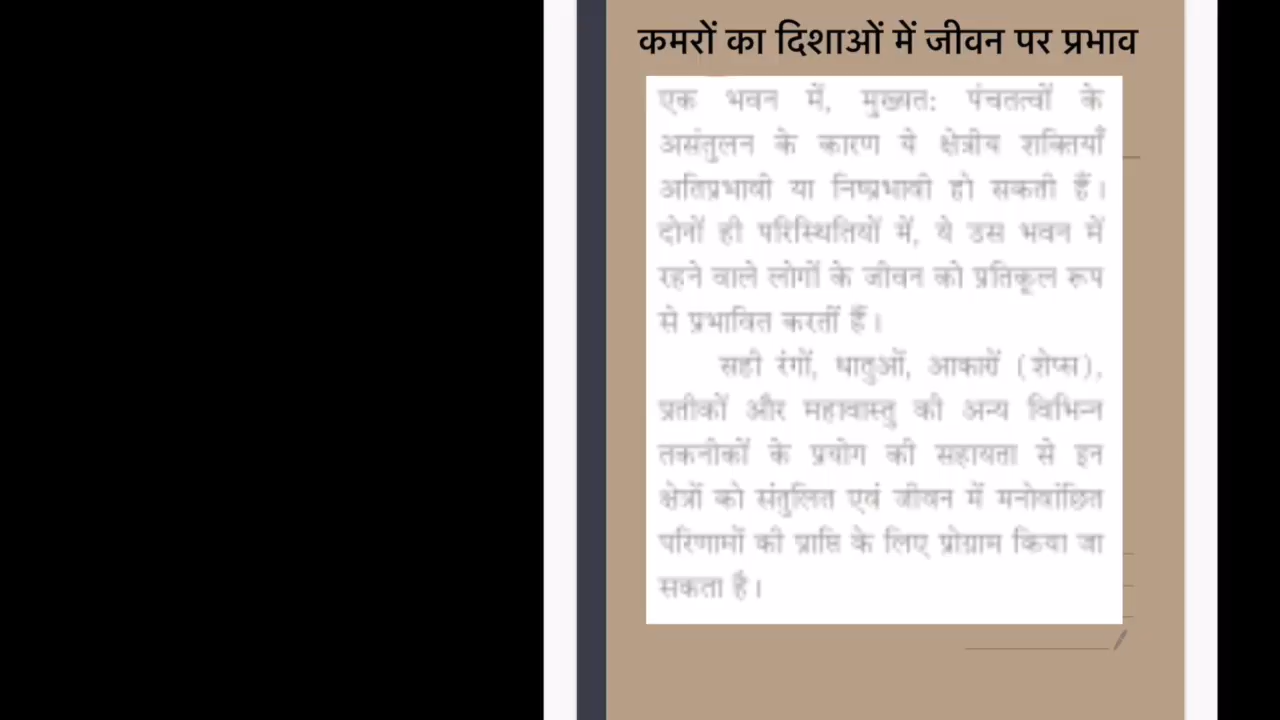 कमरों का दिशाओं में जीवन पर प्रभाव
एक भवन में, मुख्यत: पंचतत्वों के
असंतुलन के कारण ये क्षेत्रीय शक्तियाँ
अतिप्रभावी या निष्प्रभावी हो सकती हैं।
दोनों ही परिस्थितियों में, ये उस भवन में
रहने वाले लोगों के जीवन को प्रतिकूल रूप
से प्रभावित करतीं हैं।
सही रंगों, धातुओं, आकारों (शेप्स),
प्रतीकों और महावास्तु की अन्य विभिन्न
तकनीकों के प्रयोग की सहायता से इन
क्षेत्रों को संतुलित एवं जीवन में मनोवांछित
परिणामों की प्राप्ति के लिए प्रोग्राम किया जा
सकता है।